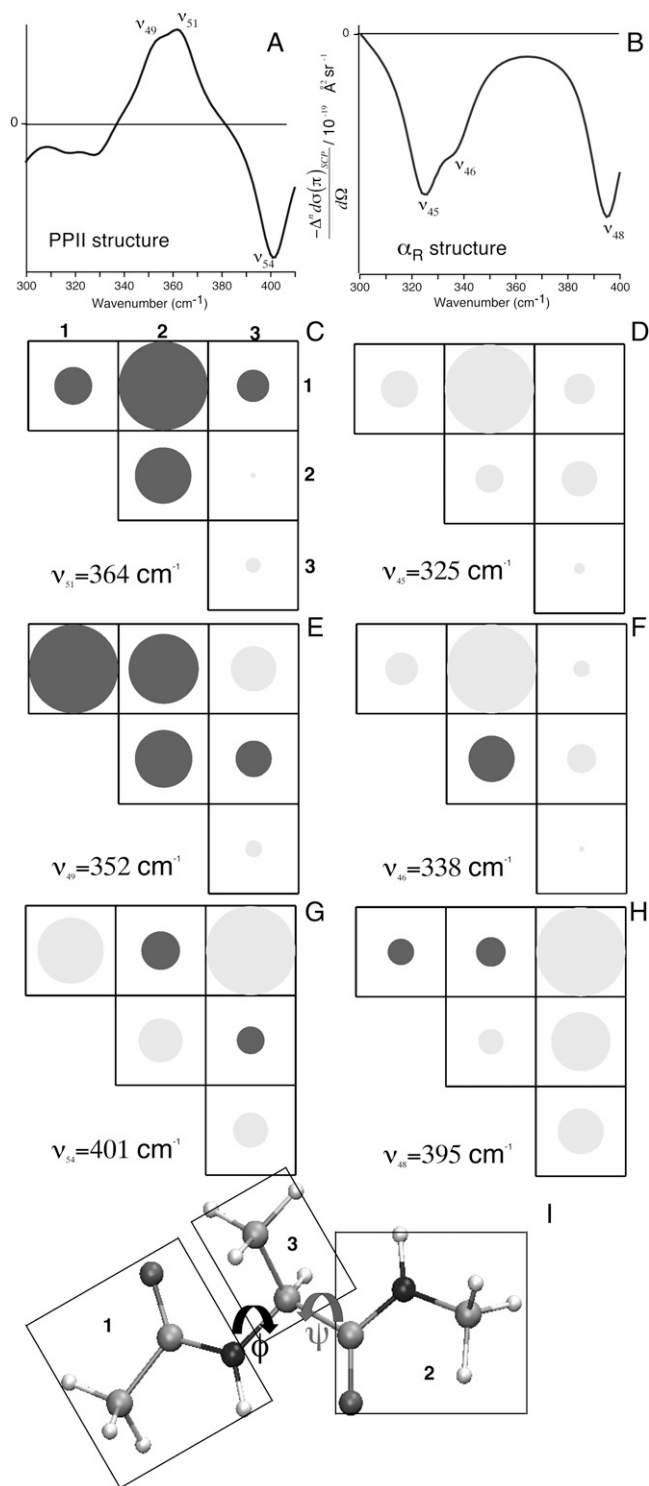 A
ν49
ν51
0
PPII structure
ν54
300 320 340 360 380 400
Wavenumber (cm-1)
B
0
−Δⁿdσ(π)SCP / dΩ / 10-19 Å2 sr-1
ν45
ν46
ν48
αR structure
300 320 340 360 380 400
Wavenumber (cm-1)
C
1 2 3
1
2
3
ν51=364 cm-1
D
ν45=325 cm-1
E
ν49=352 cm-1
F
ν46=338 cm-1
G
ν54=401 cm-1
H
ν48=395 cm-1
I
1
3
ϕ
ψ
2